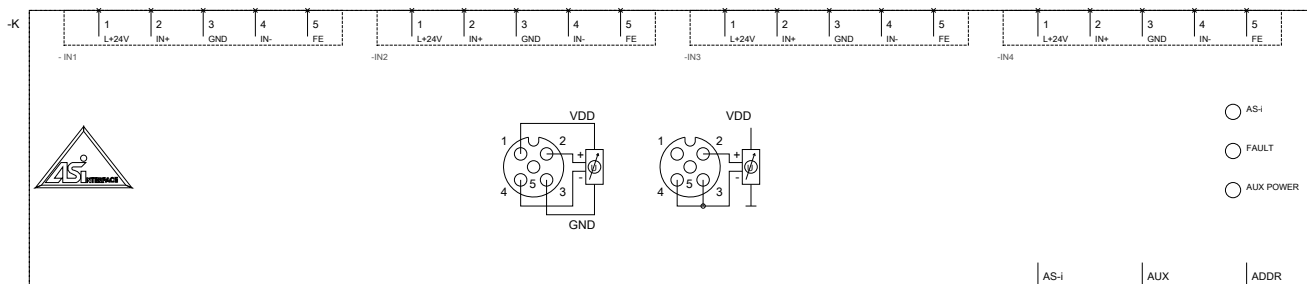 -K
1 2 3 4 5 1 2 3 4 5 1 2 3 4 5 1 2 3 4 5
L+24V IN+ GND IN- FE L+24V IN+ GND IN- FE L+24V IN+ GND IN- FE L+24V IN+ GND IN- FE
- IN1 -IN2 -IN3 -IN4
AS-i
VDD VDD
1 2 1 2
FAULT
+ +
ASi NTERFACE
U U
- -
4 5 3 4 5 3
AUX POWER
GND
AS-i AUX ADDR